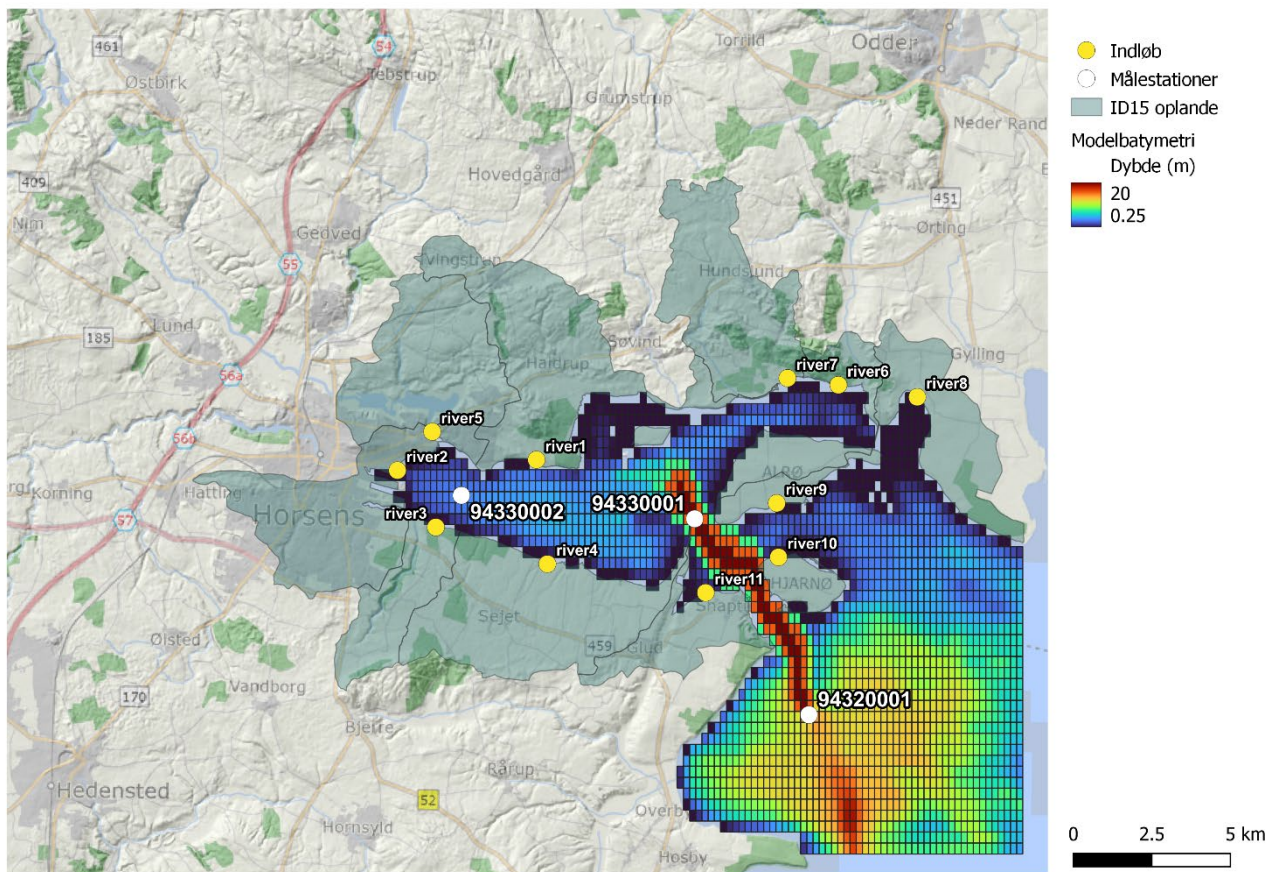 461
54
Torrild
Odder
Østbirk
Tebstrup
Grumstrup
Neder Rand
Hovedgård
409
451
Nim
Gedved
Tvingstrup
Ørting
Hundslund
55
185
Lund
Søvind
Gylling
Haldrup
56a
river7
river6
river8
river5
river1
56b
river2
ALRØ
Korning
Hatting
94330002
94330001
river9
57
Horsens
river3
river4
river10
HJARNØ
river11
Snaptun
Sejet
459
Glud
Ølsted
170
Vandborg
94320001
Bjerre
Rårup
Hedensted
52
Overby
Hornsyld
Hosby
Indløb
Målestationer
ID15 oplande
Modelbatymetri
Dybde (m)
20
0.25
0 2.5 5 km